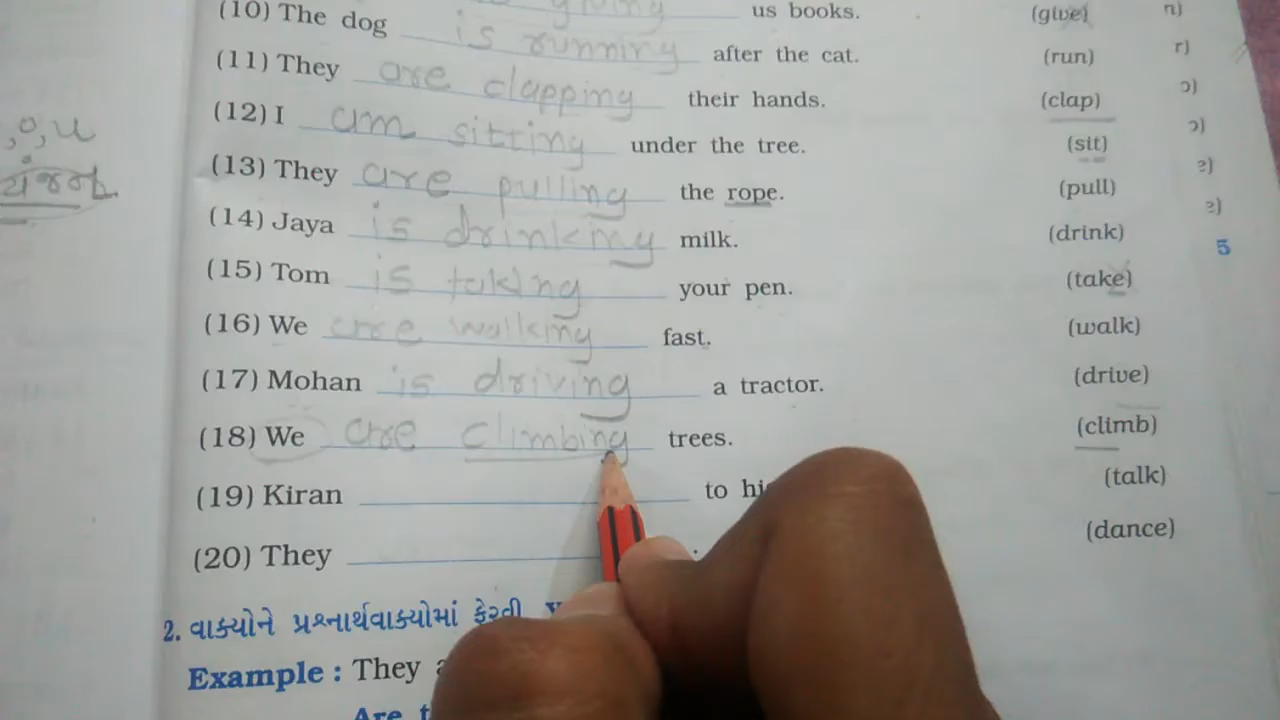 giving us books. (give)
(10) The dog is running after the cat. (run)
(11) They are clapping their hands. (clap)
(12) I am sitting under the tree. (sit)
(13) They are pulling the rope. (pull)
(14) Jaya is drinking milk. (drink)
(15) Tom is taking your pen. (take)
(16) We are walking fast. (walk)
(17) Mohan is driving a tractor. (drive)
(18) We are climbing trees. (climb)
(19) Kiran to (talk)
(20) They . (dance)
2. વાક્યોને પ્રશ્નાર્થવાક્યોમાં ફેરવી
Example : They
Are
5